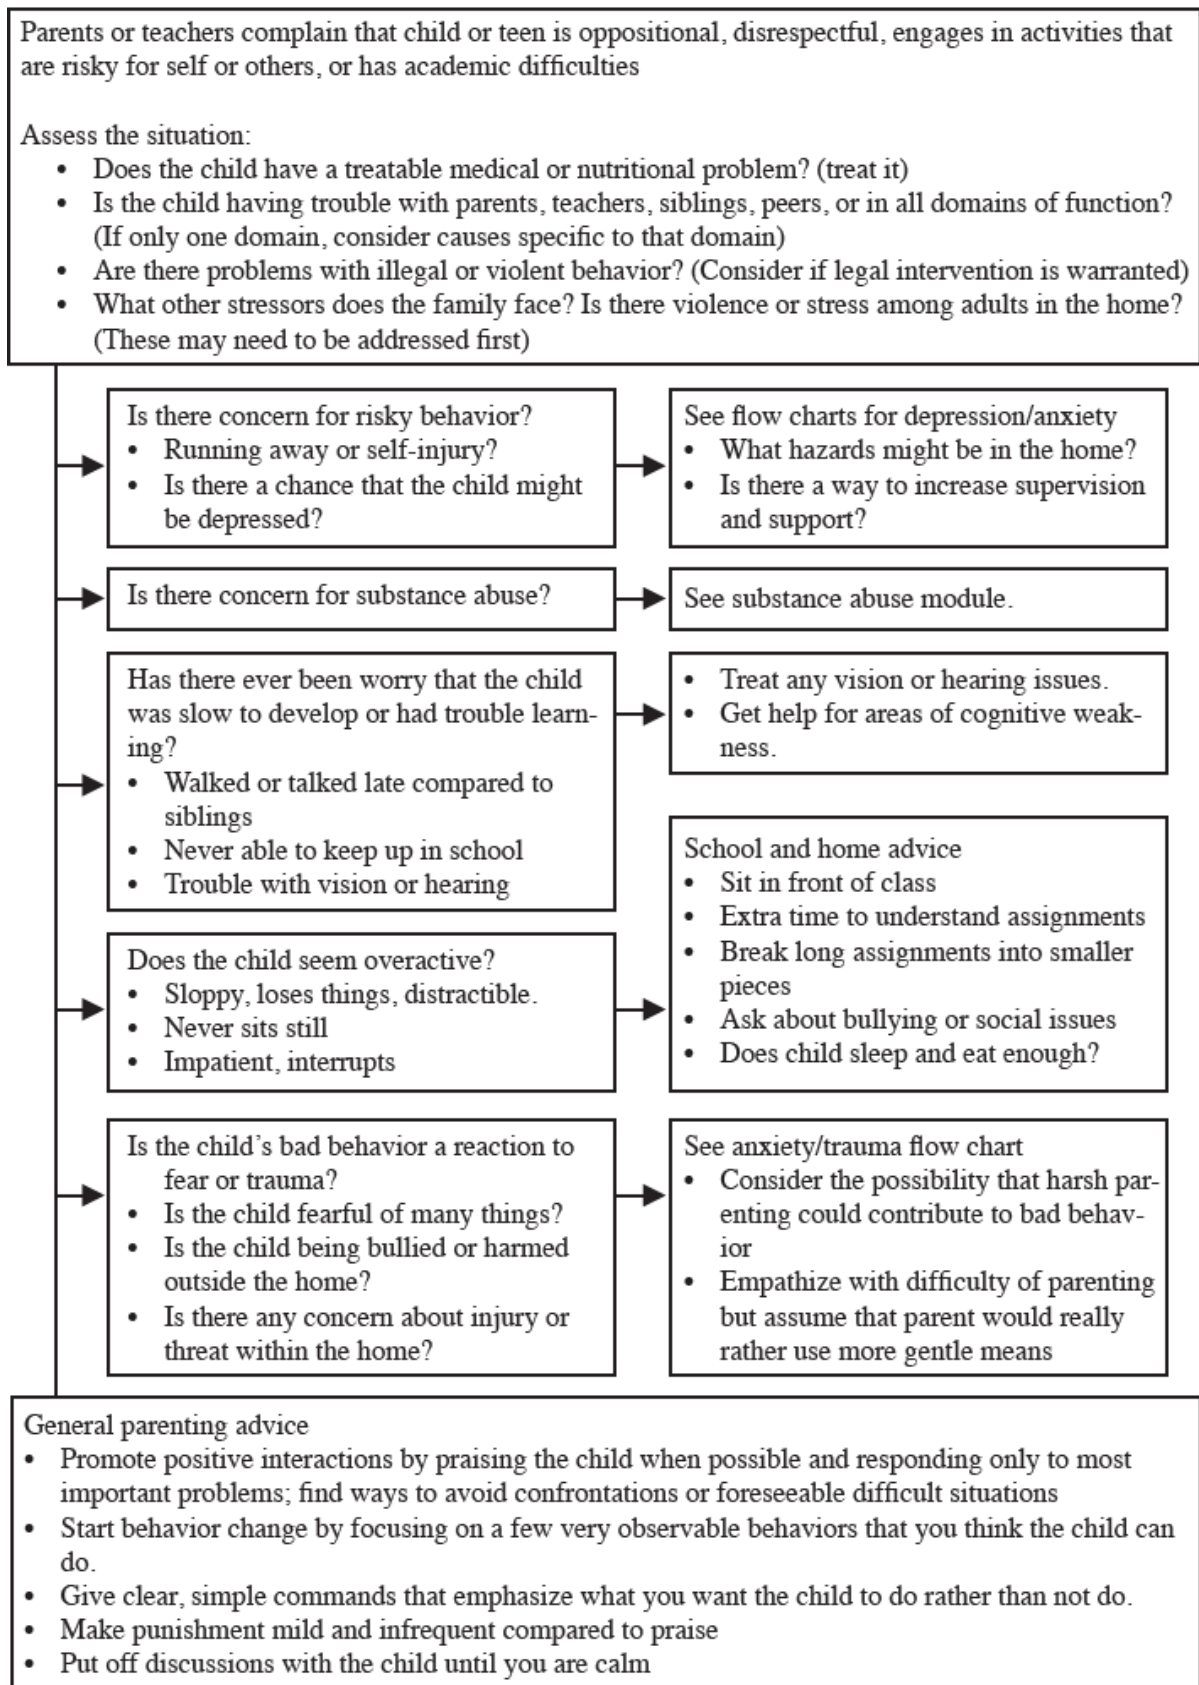 Parents or teachers complain that child or teen is oppositional, disrespectful, engages in activities that
are risky for self or others, or has academic difficulties
Assess the situation:
• Does the child have a treatable medical or nutritional problem? (treat it)
• Is the child having trouble with parents, teachers, siblings, peers, or in all domains of function?
(If only one domain, consider causes specific to that domain)
• Are there problems with illegal or violent behavior? (Consider if legal intervention is warranted)
• What other stressors does the family face? Is there violence or stress among adults in the home?
(These may need to be addressed first)
Is there concern for risky behavior?
• Running away or self-injury?
• Is there a chance that the child might
be depressed?
See flow charts for depression/anxiety
• What hazards might be in the home?
• Is there a way to increase supervision
and support?
Is there concern for substance abuse?
See substance abuse module.
Has there ever been worry that the child
was slow to develop or had trouble learn-
ing?
• Walked or talked late compared to
siblings
• Never able to keep up in school
• Trouble with vision or hearing
• Treat any vision or hearing issues.
• Get help for areas of cognitive weak-
ness.
Does the child seem overactive?
• Sloppy, loses things, distractible.
• Never sits still
• Impatient, interrupts
School and home advice
• Sit in front of class
• Extra time to understand assignments
• Break long assignments into smaller
pieces
• Ask about bullying or social issues
• Does child sleep and eat enough?
Is the child's bad behavior a reaction to
fear or trauma?
• Is the child fearful of many things?
• Is the child being bullied or harmed
outside the home?
• Is there any concern about injury or
threat within the home?
See anxiety/trauma flow chart
• Consider the possibility that harsh par-
enting could contribute to bad behav-
ior
• Empathize with difficulty of parenting
but assume that parent would really
rather use more gentle means
General parenting advice
• Promote positive interactions by praising the child when possible and responding only to most
important problems; find ways to avoid confrontations or foreseeable difficult situations
• Start behavior change by focusing on a few very observable behaviors that you think the child can
do.
• Give clear, simple commands that emphasize what you want the child to do rather than not do.
• Make punishment mild and infrequent compared to praise
• Put off discussions with the child until you are calm